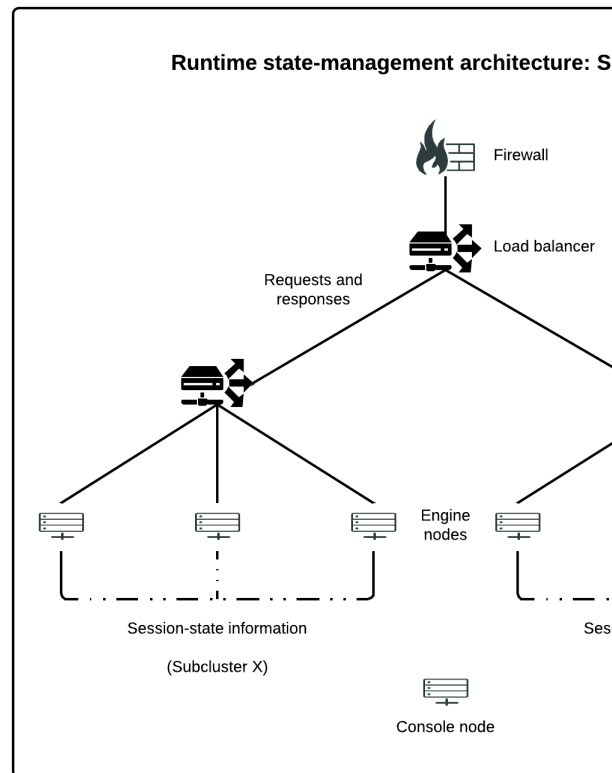 Runtime state-management architecture: S
Firewall
Load balancer
Requests and
responses
Engine
nodes
Session-state information
(Subcluster X)
Ses
Console node